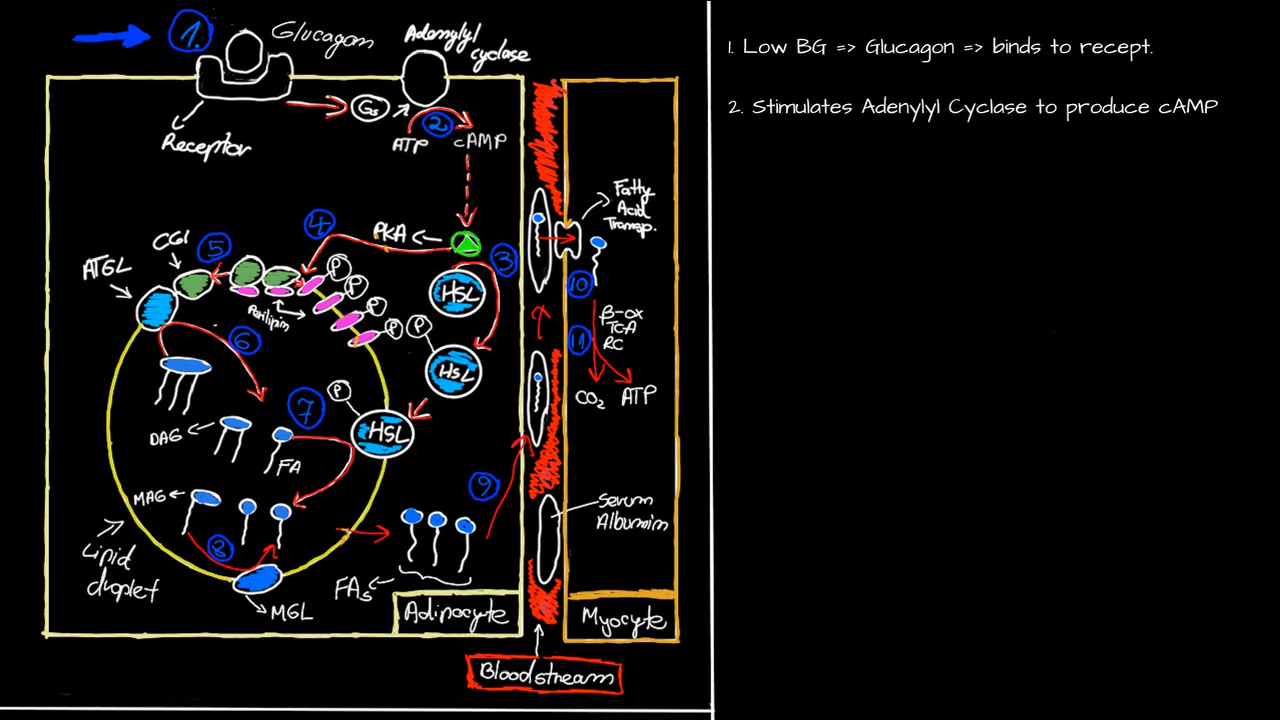 1.
Glucagon
Adenylyl
cyclase
Gs
2
ATP
cAMP
Receptor
4
PKA
3
CGI
5
ATGL
P
P
P
P
P
HSL
Perilipin
6
HSL
7
P
HSL
DAG
FA
MAG
8
9
Lipid
droplet
FAs
MGL
Adipocyte
Fatty
Acid
Transp.
10
β-ox
TCA
RC
11
CO2
ATP
Serum
Albumin
Myocyte
Bloodstream
1. Low BG => Glucagon => binds to recept.
2. Stimulates Adenylyl Cyclase to produce cAMP